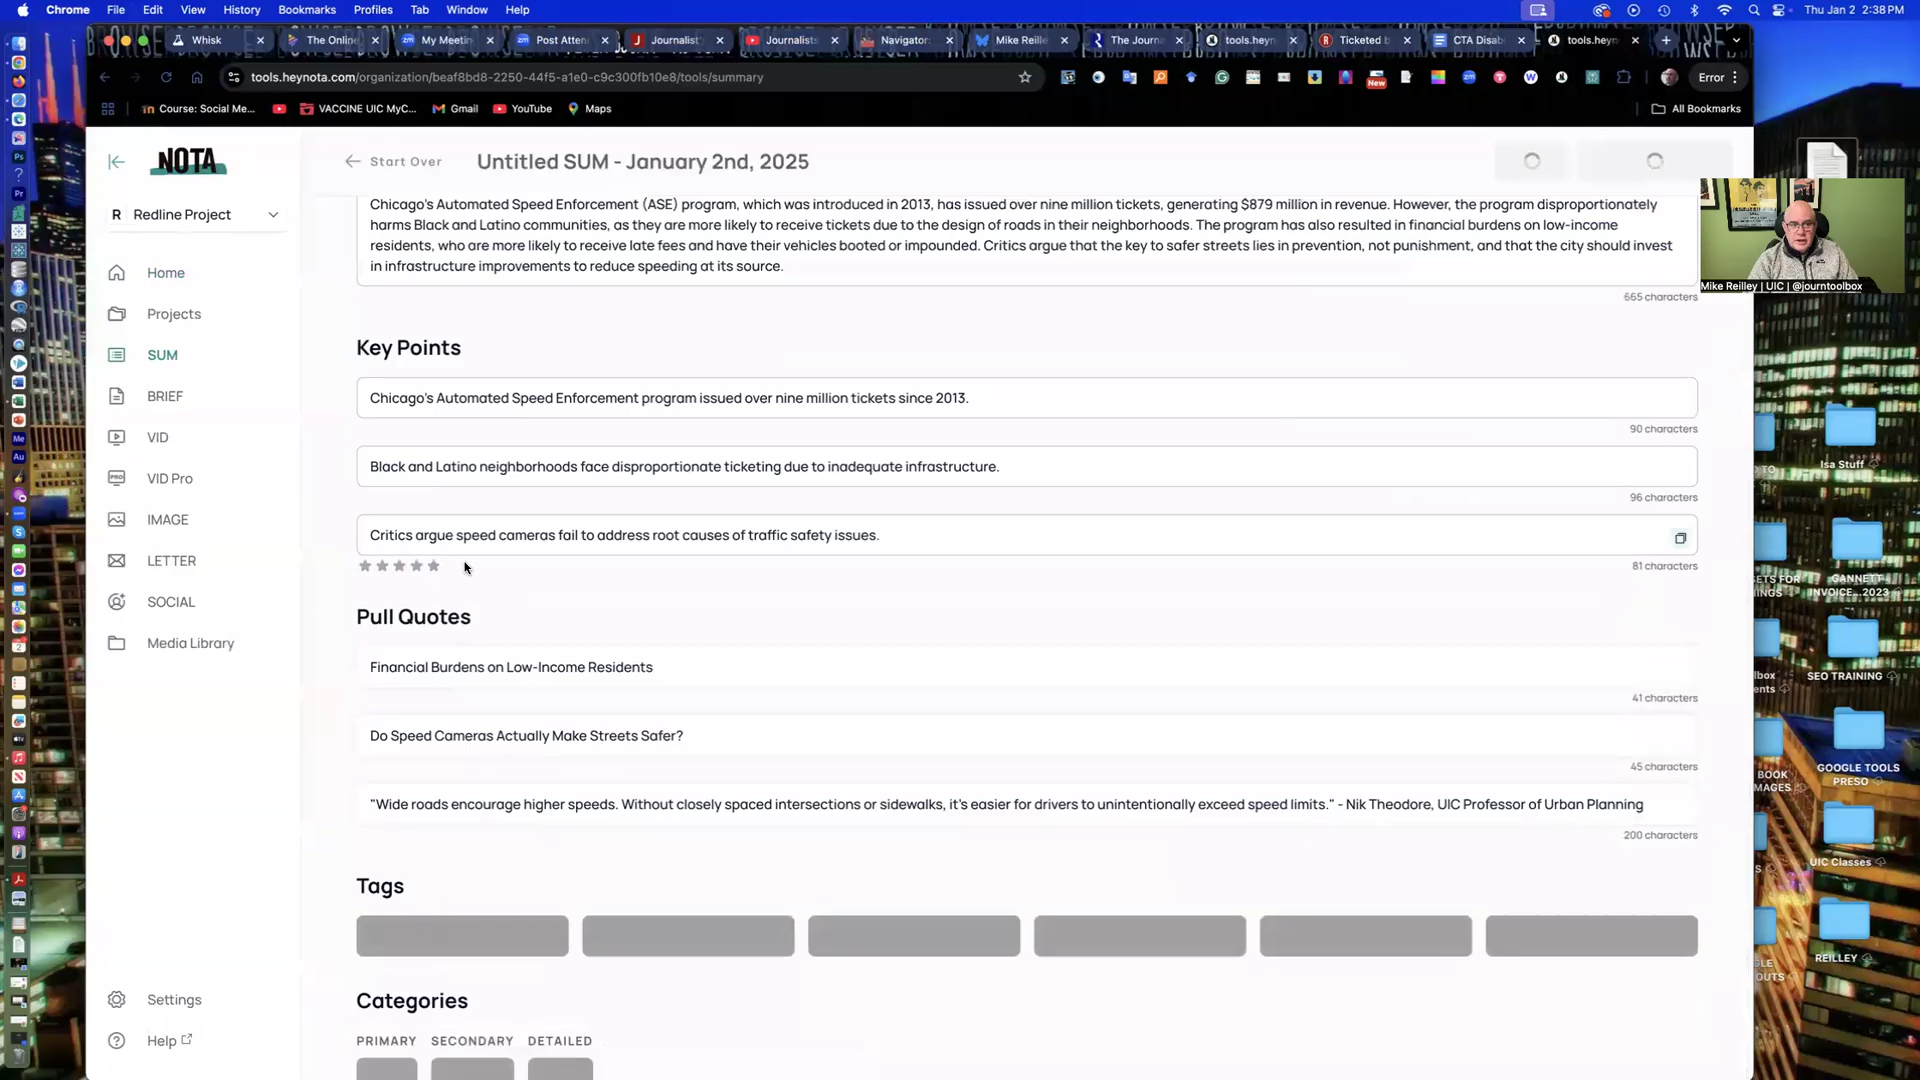 Chrome File Edit View History Bookmarks Profiles Tab Window Help
Thu Jan 2 2:38PM
Whisk
The Online
My Meetin
Post Atten
Journalist'
Journalists
Navigator
Mike Reille
The Journa
tools.heyn
Ticketed b
CTA Disab
tools.heyn
tools.heynota.com/organization/beaf8bd8-2250-44f5-a1e0-c9c300fb10e8/tools/summary
New
Error
Course: Social Me...
VACCINE UIC MyC...
Gmail
YouTube
Maps
All Bookmarks
NOTA
Start Over
Untitled SUM - January 2nd, 2025
R Redline Project
Home
Projects
SUM
BRIEF
VID
VID Pro
IMAGE
LETTER
SOCIAL
Media Library
Settings
Help
Chicago's Automated Speed Enforcement (ASE) program, which was introduced in 2013, has issued over nine million tickets, generating $879 million in revenue. However, the program disproportionately
harms Black and Latino communities, as they are more likely to receive tickets due to the design of roads in their neighborhoods. The program has also resulted in financial burdens on low-income
residents, who are more likely to receive late fees and have their vehicles booted or impounded. Critics argue that the key to safer streets lies in prevention, not punishment, and that the city should invest
in infrastructure improvements to reduce speeding at its source.
665 characters
Key Points
Chicago's Automated Speed Enforcement program issued over nine million tickets since 2013.
90 characters
Black and Latino neighborhoods face disproportionate ticketing due to inadequate infrastructure.
96 characters
Critics argue speed cameras fail to address root causes of traffic safety issues.
81 characters
Pull Quotes
Financial Burdens on Low-Income Residents
41 characters
Do Speed Cameras Actually Make Streets Safer?
45 characters
"Wide roads encourage higher speeds. Without closely spaced intersections or sidewalks, it's easier for drivers to unintentionally exceed speed limits." - Nik Theodore, UIC Professor of Urban Planning
200 characters
Tags
Categories
PRIMARY SECONDARY DETAILED
Mike Reilley | UIC | @journtoolbox
Isa Stuff
GANNETT
INVOICE...2023
SEO TRAINING
GOOGLE TOOLS
PRESO
BOOK
UIC Classes
REILLEY